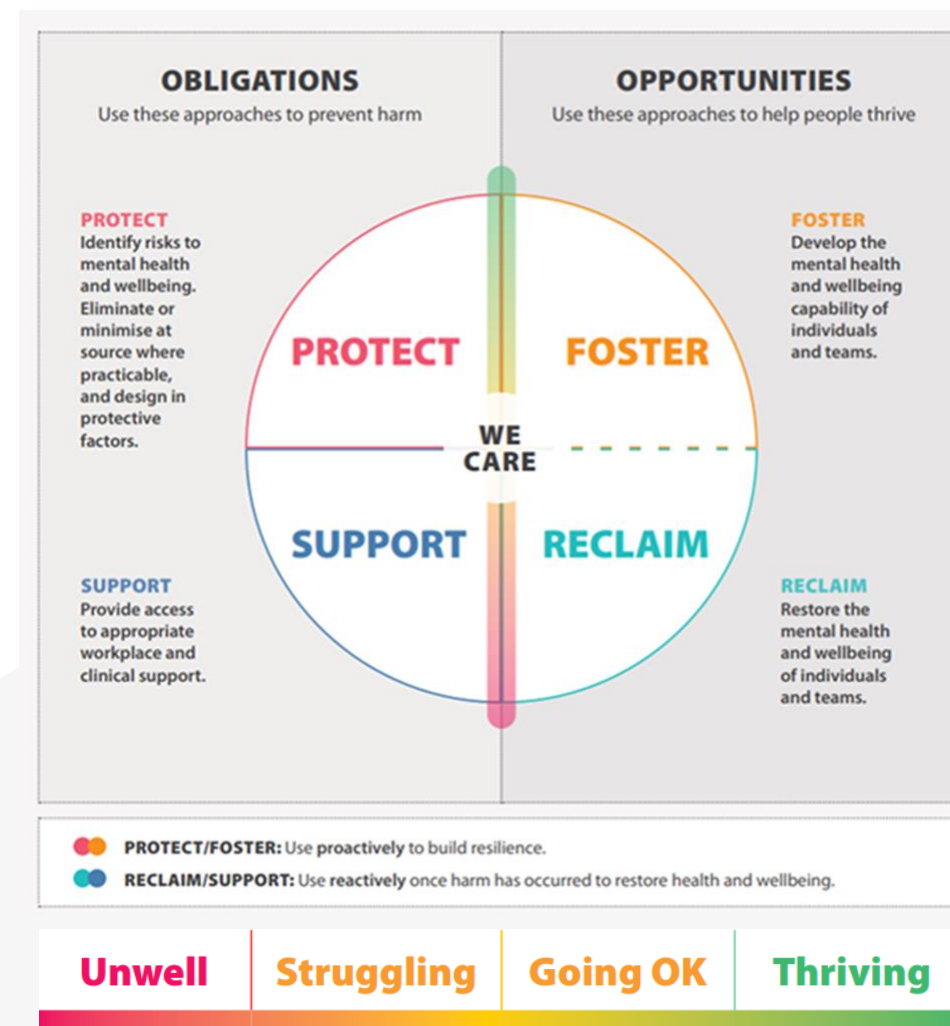 OBLIGATIONS
Use these approaches to prevent harm
OPPORTUNITIES
Use these approaches to help people thrive
PROTECT
Identify risks to
mental health
and wellbeing.
Eliminate or
minimise at
source where
practicable,
and design in
protective
factors.
FOSTER
Develop the
mental health
and wellbeing
capability of
individuals
and teams.
PROTECT
FOSTER
WE
CARE
SUPPORT
RECLAIM
SUPPORT
Provide access
to appropriate
workplace and
clinical support.
RECLAIM
Restore the
mental health
and wellbeing
of individuals
and teams.
PROTECT/FOSTER: Use proactively to build resilience.
RECLAIM/SUPPORT: Use reactively once harm has occurred to restore health and wellbeing.
Unwell Struggling Going OK Thriving